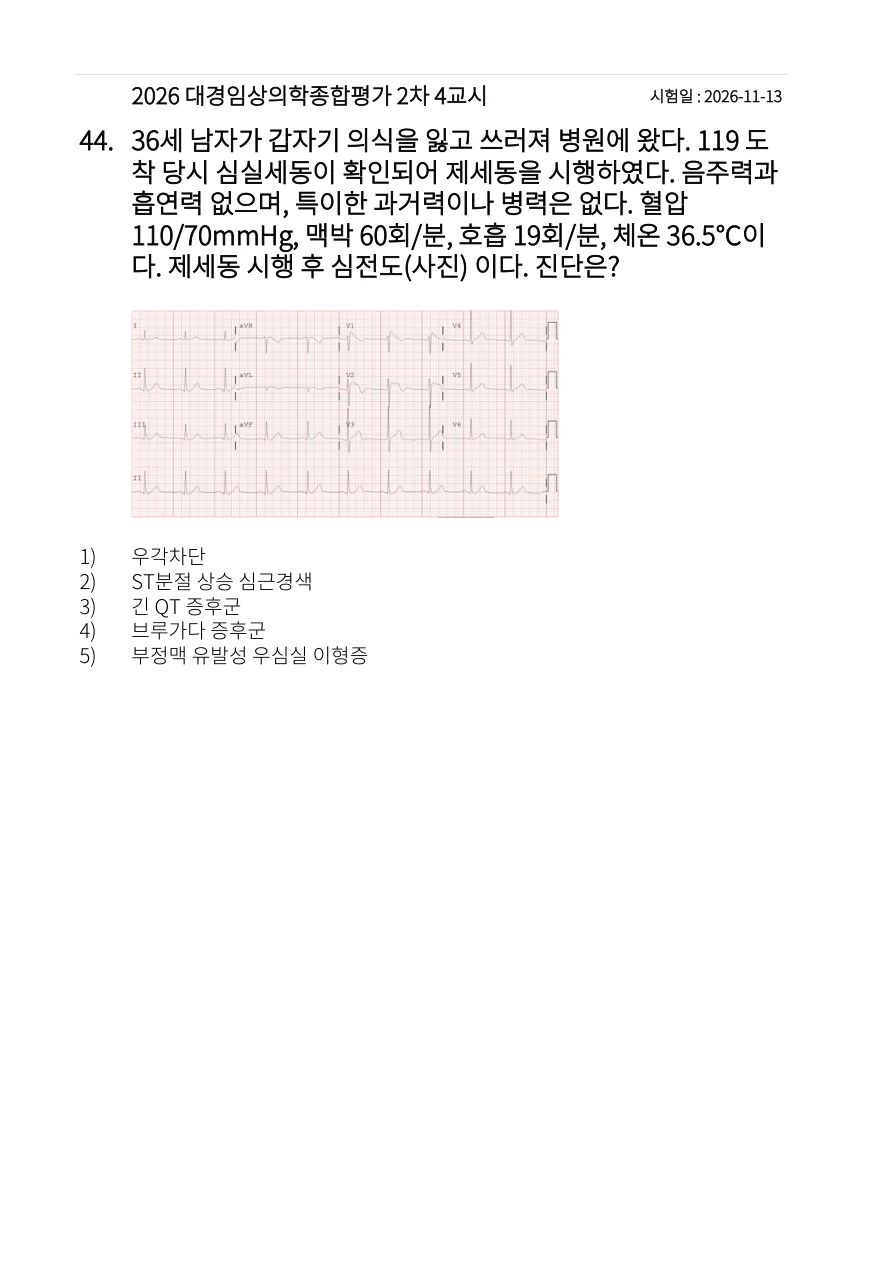 2026 대경임상의학종합평가 2차 4교시 시험일 : 2026-11-13
44. 36세 남자가 갑자기 의식을 잃고 쓰러져 병원에 왔다. 119 도
착 당시 심실세동이 확인되어 제세동을 시행하였다. 음주력과
흡연력 없으며, 특이한 과거력이나 병력은 없다. 혈압
110/70mmHg, 맥박 60회/분, 호흡 19회/분, 체온 36.5℃이
다. 제세동 시행 후 심전도(사진) 이다. 진단은?
I aVR V1 V4
II aVL V2 V5
III aVF V3 V6
II
1) 우각차단
2) ST분절 상승 심근경색
3) 긴 QT 증후군
4) 브루가다 증후군
5) 부정맥 유발성 우심실 이형증